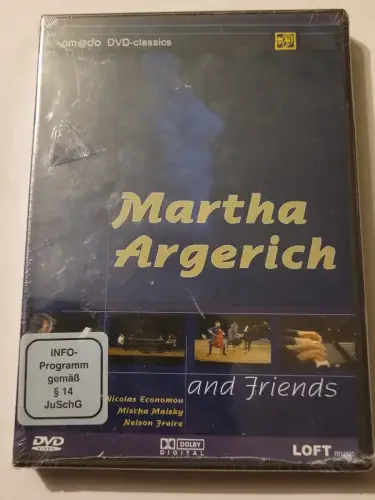 om@do DVD-classics
Martha
Argerich
and Friends
INFO-
Programm
gemäß
§ 14
JuSchG
Nicolas Economou
Mischa Maisky
Nelson Freire
DVD
VIDEO
DOLBY
DIGITAL
LOFT music